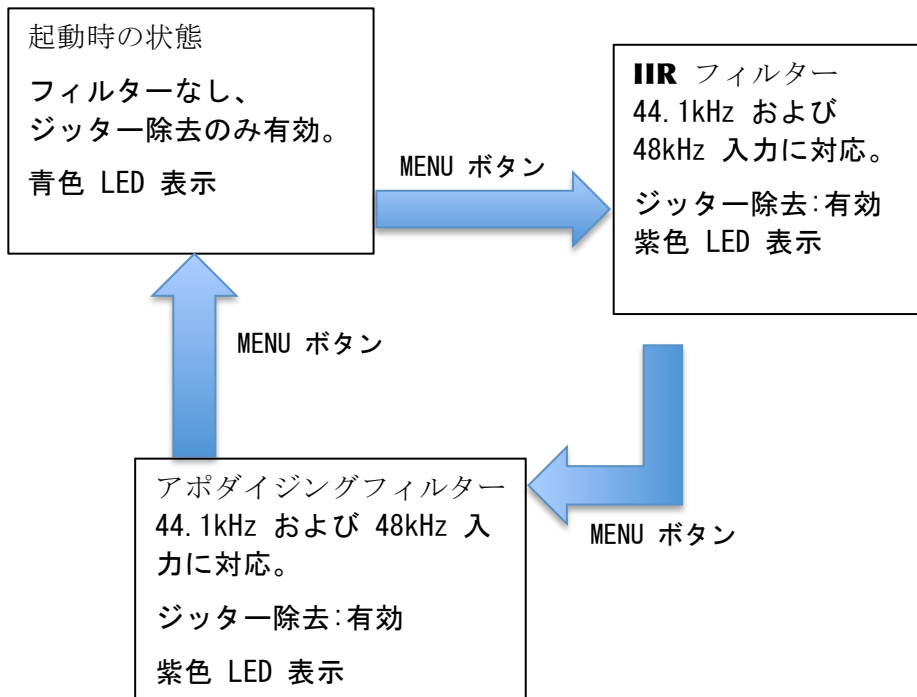 起動時の状態
フィルターなし、
ジッター除去のみ有効。
青色 LED 表示
MENU ボタン
IIR フィルター
44.1kHz および
48kHz 入力に対応。
ジッター除去:有効
紫色 LED 表示
MENU ボタン
MENU ボタン
アポダイジングフィルター
44.1kHz および 48kHz 入
力に対応。
ジッター除去:有効
紫色 LED 表示